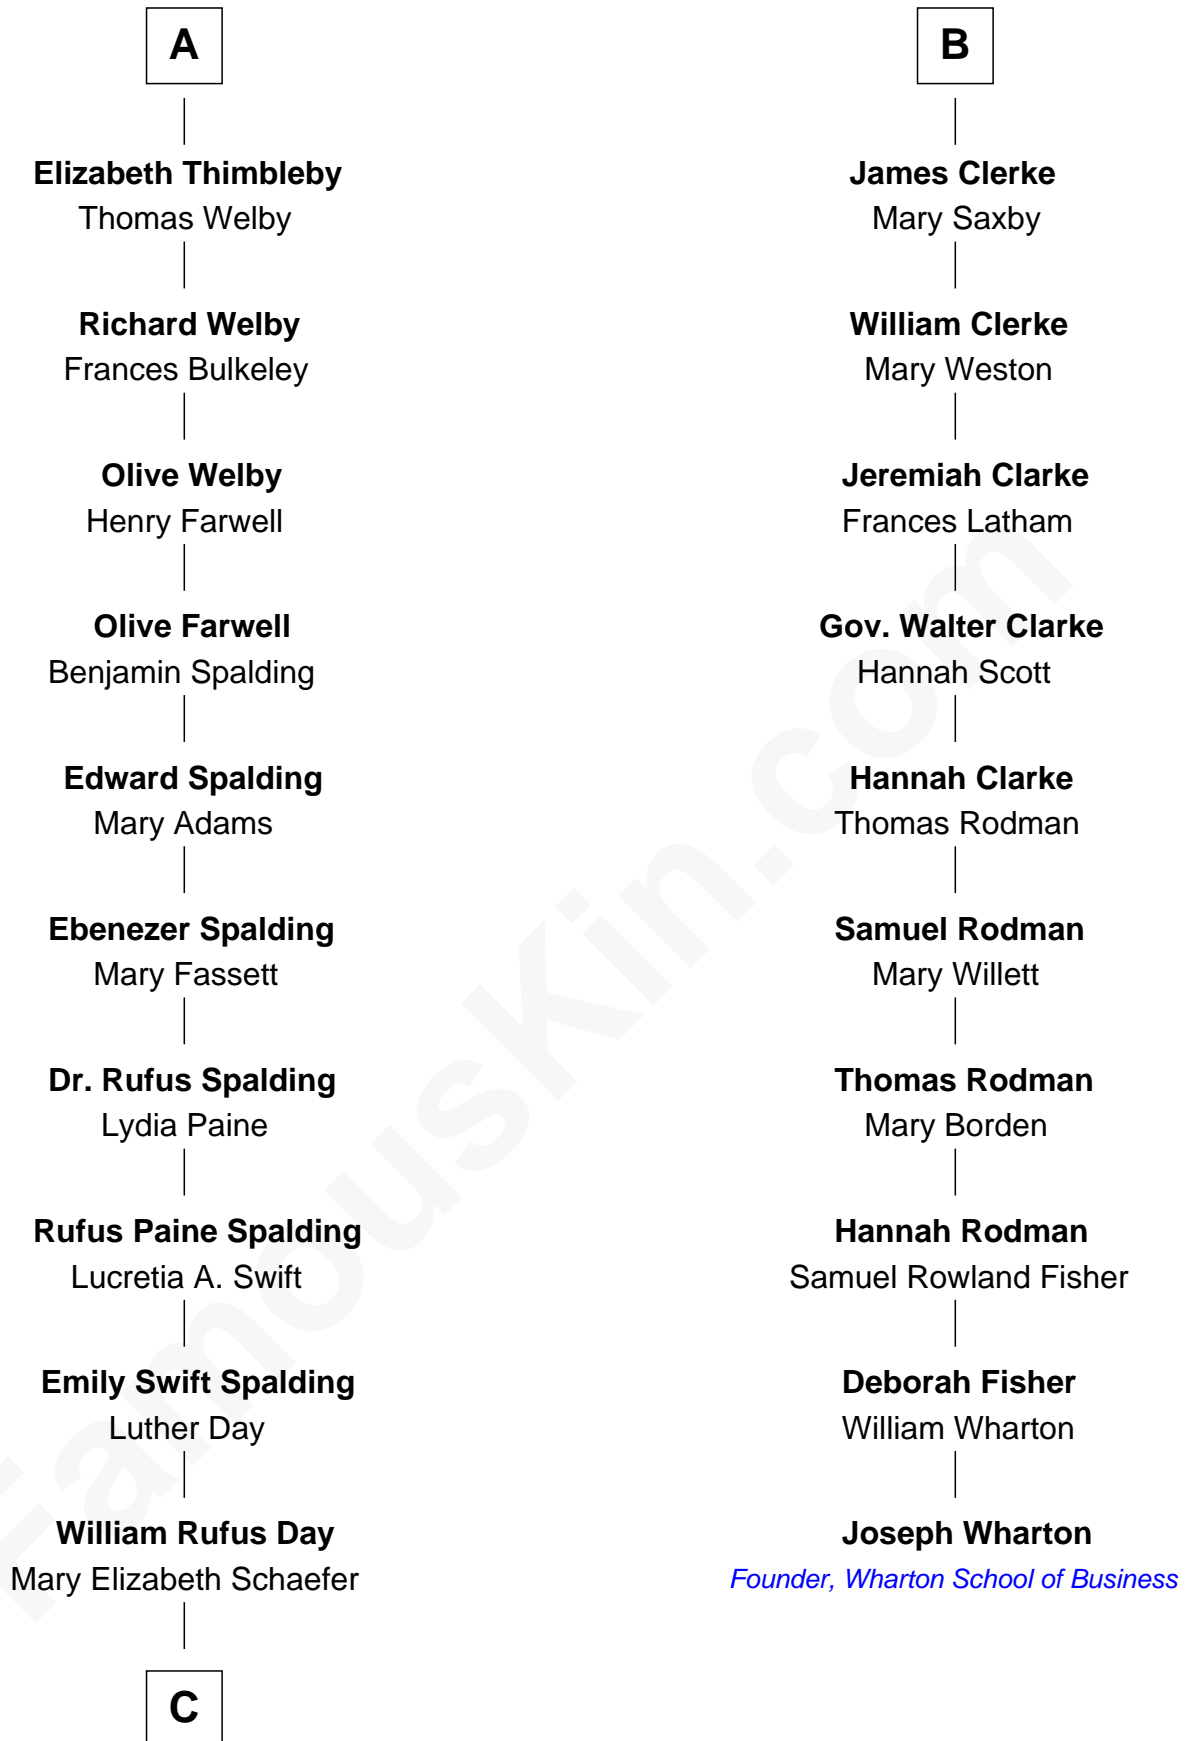 A
Elizabeth Thimbleby
Thomas Welby
Richard Welby
Frances Bulkeley
Olive Welby
Henry Farwell
Olive Farwell
Benjamin Spalding
Edward Spalding
Mary Adams
Ebenezer Spalding
Mary Fassett
Dr. Rufus Spalding
Lydia Paine
Rufus Paine Spalding
Lucretia A. Swift
Emily Swift Spalding
Luther Day
William Rufus Day
Mary Elizabeth Schaefer
C
B
James Clerke
Mary Saxby
William Clerke
Mary Weston
Jeremiah Clarke
Frances Latham
Gov. Walter Clarke
Hannah Scott
Hannah Clarke
Thomas Rodman
Samuel Rodman
Mary Willett
Thomas Rodman
Mary Borden
Hannah Rodman
Samuel Rowland Fisher
Deborah Fisher
William Wharton
Joseph Wharton
Founder, Wharton School of Business
FamousKin.com